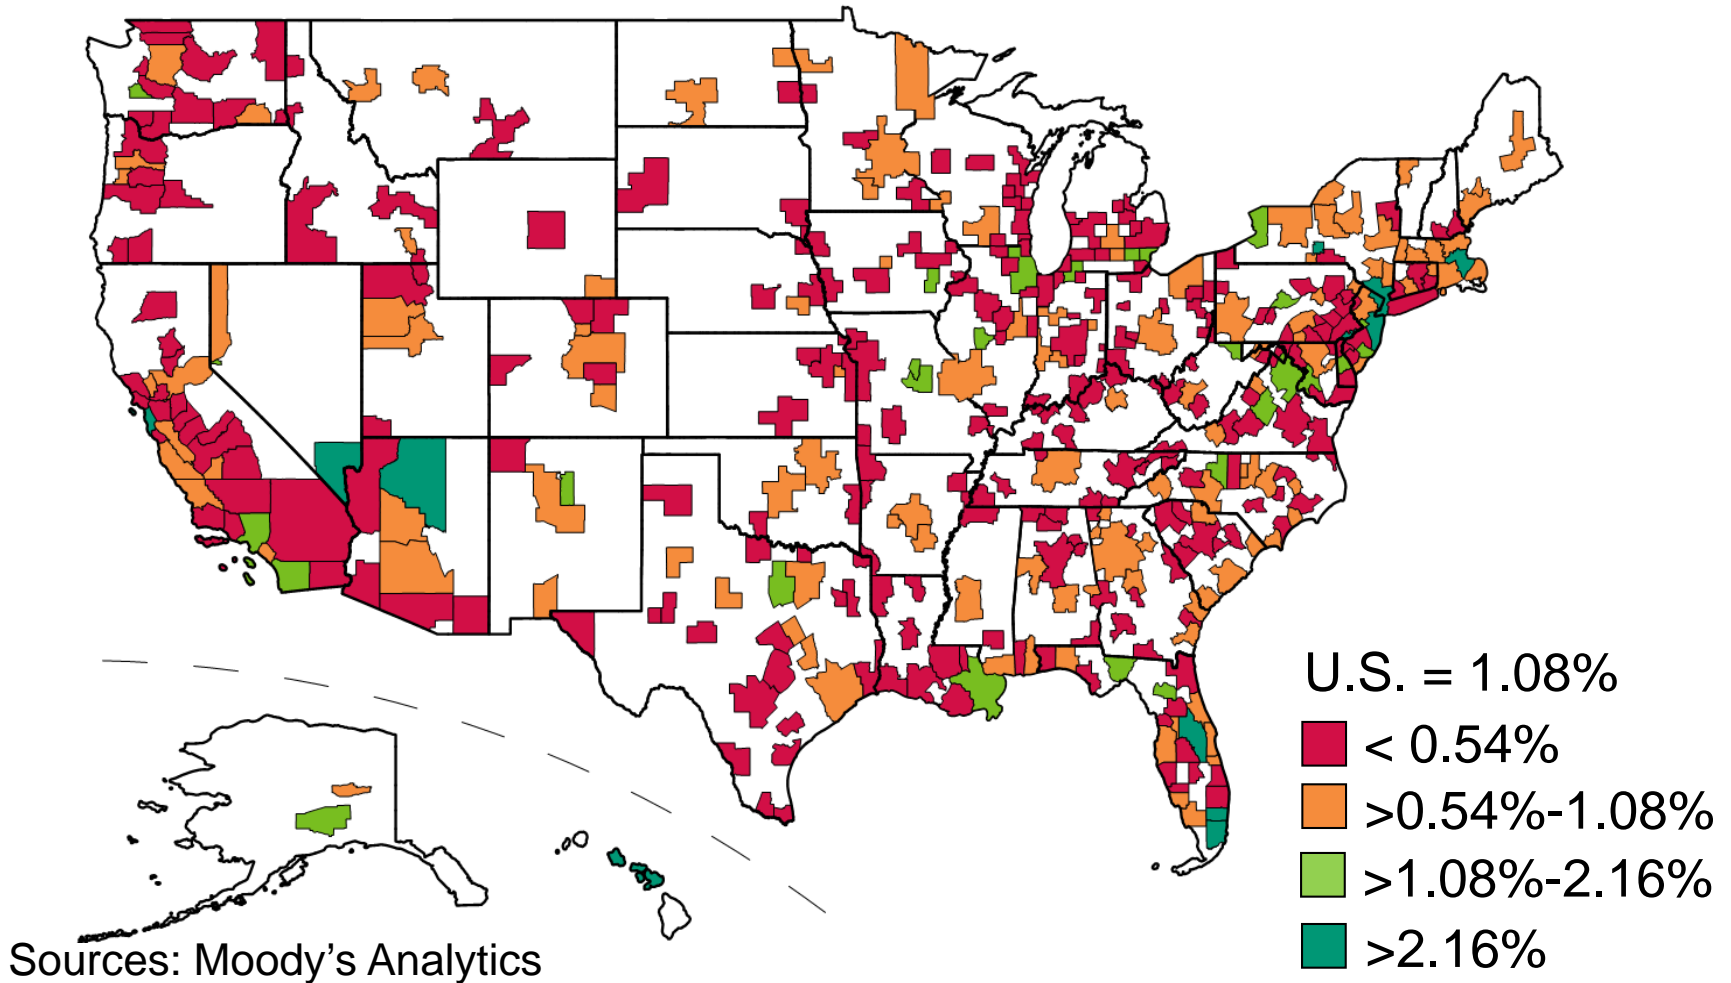 U.S. = 1.08%
< 0.54%
>0.54%-1.08%
>1.08%-2.16%
>2.16%
Sources: Moody’s Analytics